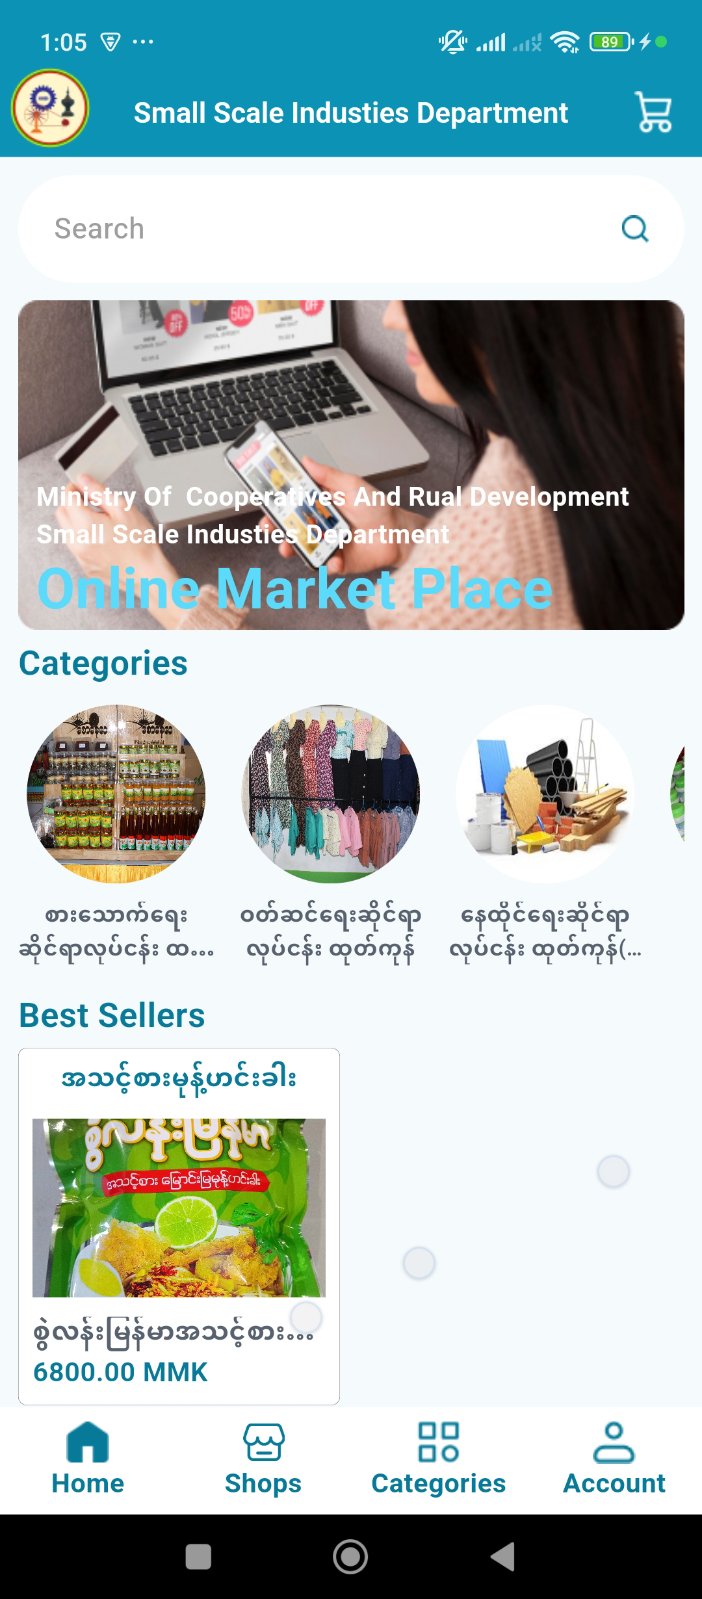 1:05
89
Small Scale Industies Department
Search
Ministry Of  Cooperatives And Rual Development
Small Scale Industies Department
Online Market Place
Categories
စားသောက်ရေး
ဆိုင်ရာလုပ်ငန်း ထ...
ဝတ်ဆင်ရေးဆိုင်ရာ
လုပ်ငန်း ထုတ်ကုန်
နေထိုင်ရေးဆိုင်ရာ
လုပ်ငန်း ထုတ်ကုန်(...
Best Sellers
အသင့်စားမုန့်ဟင်းခါး
စွဲလန်းမြန်မာ
အသင့်စား မြောင်းမြမုန့်ဟင်းခါး
စွဲလန်းမြန်မာအသင့်စား...
6800.00 MMK
Home
Shops
Categories
Account